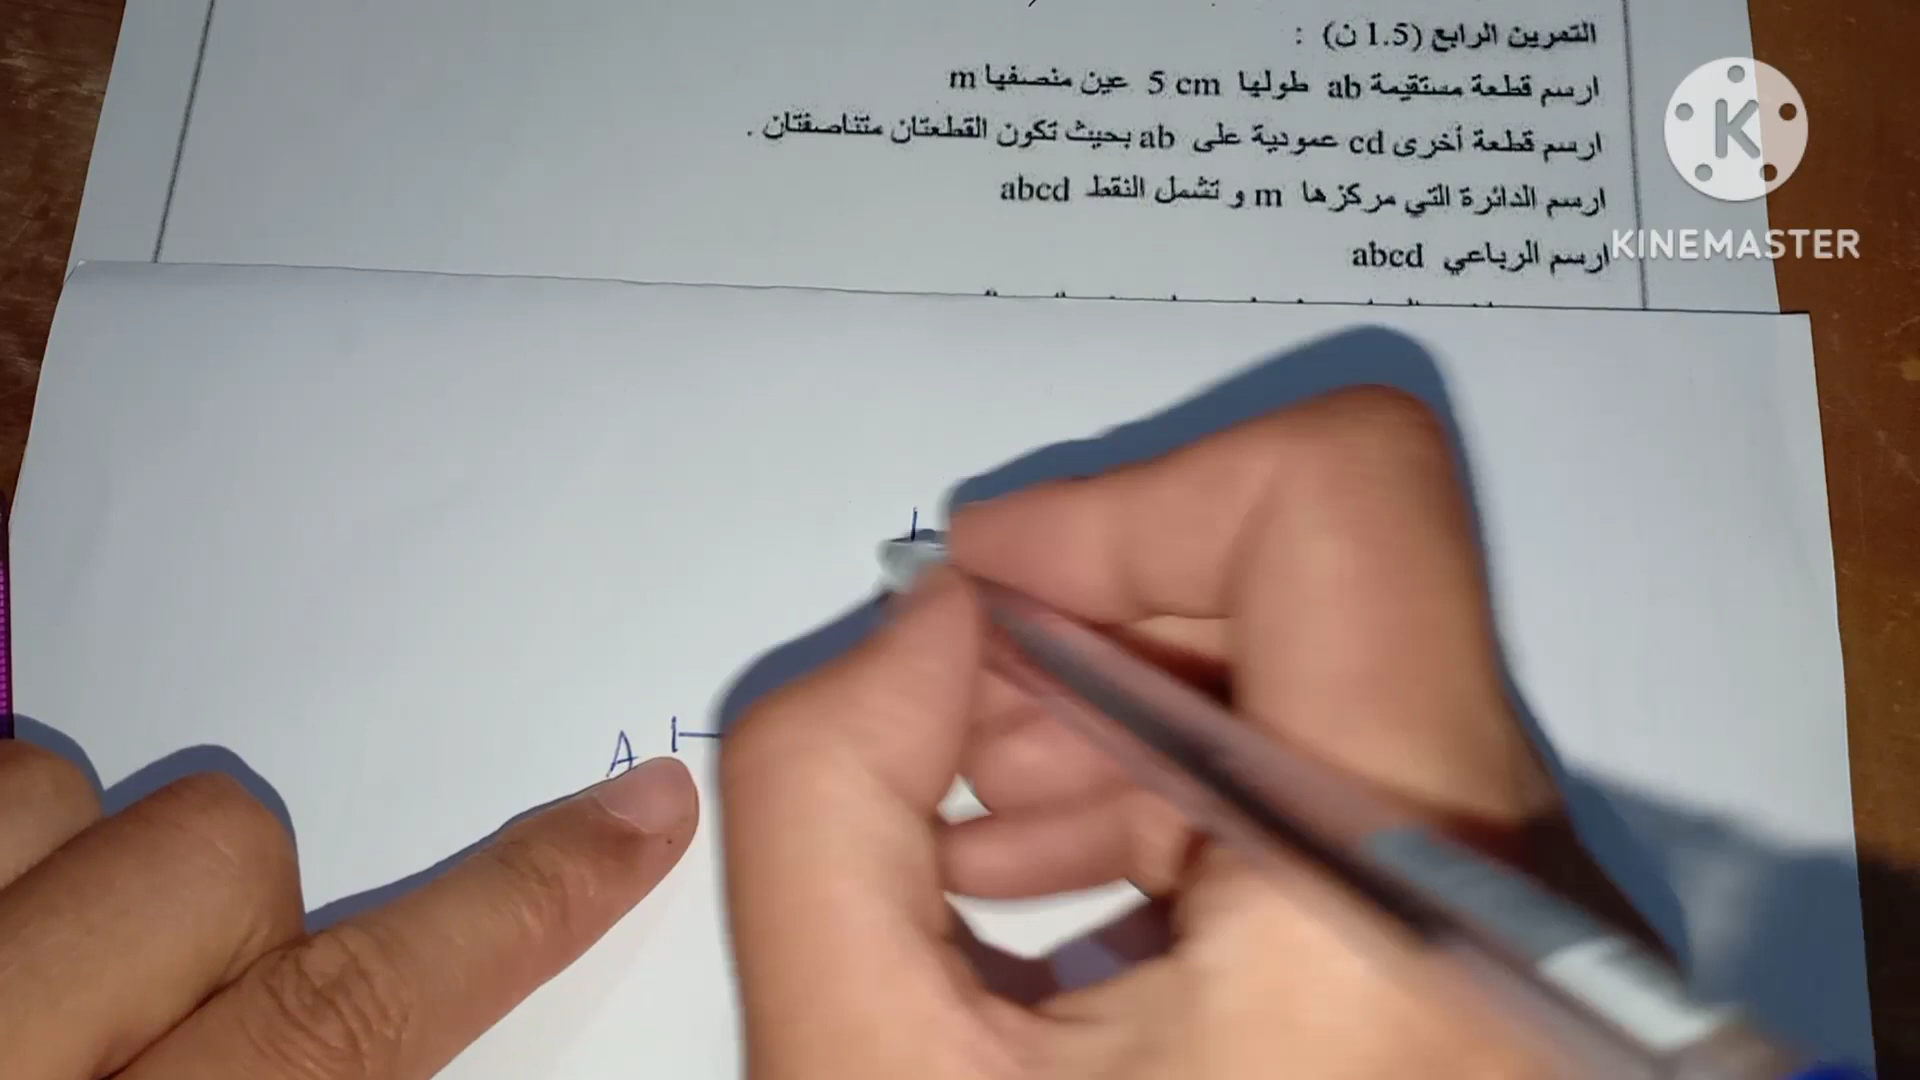 التمرين الرابع (1.5 ن) :
ارسم قطعة مستقيمة ab طولها 5 cm عين منصفها m
ارسم قطعة أخرى cd عمودية على ab بحيث تكون القطعتان متناصفتان .
ارسم الدائرة التي مركزها m و تشمل النقط abcd
ارسم الرباعي abcd
K
KINEMASTER
A